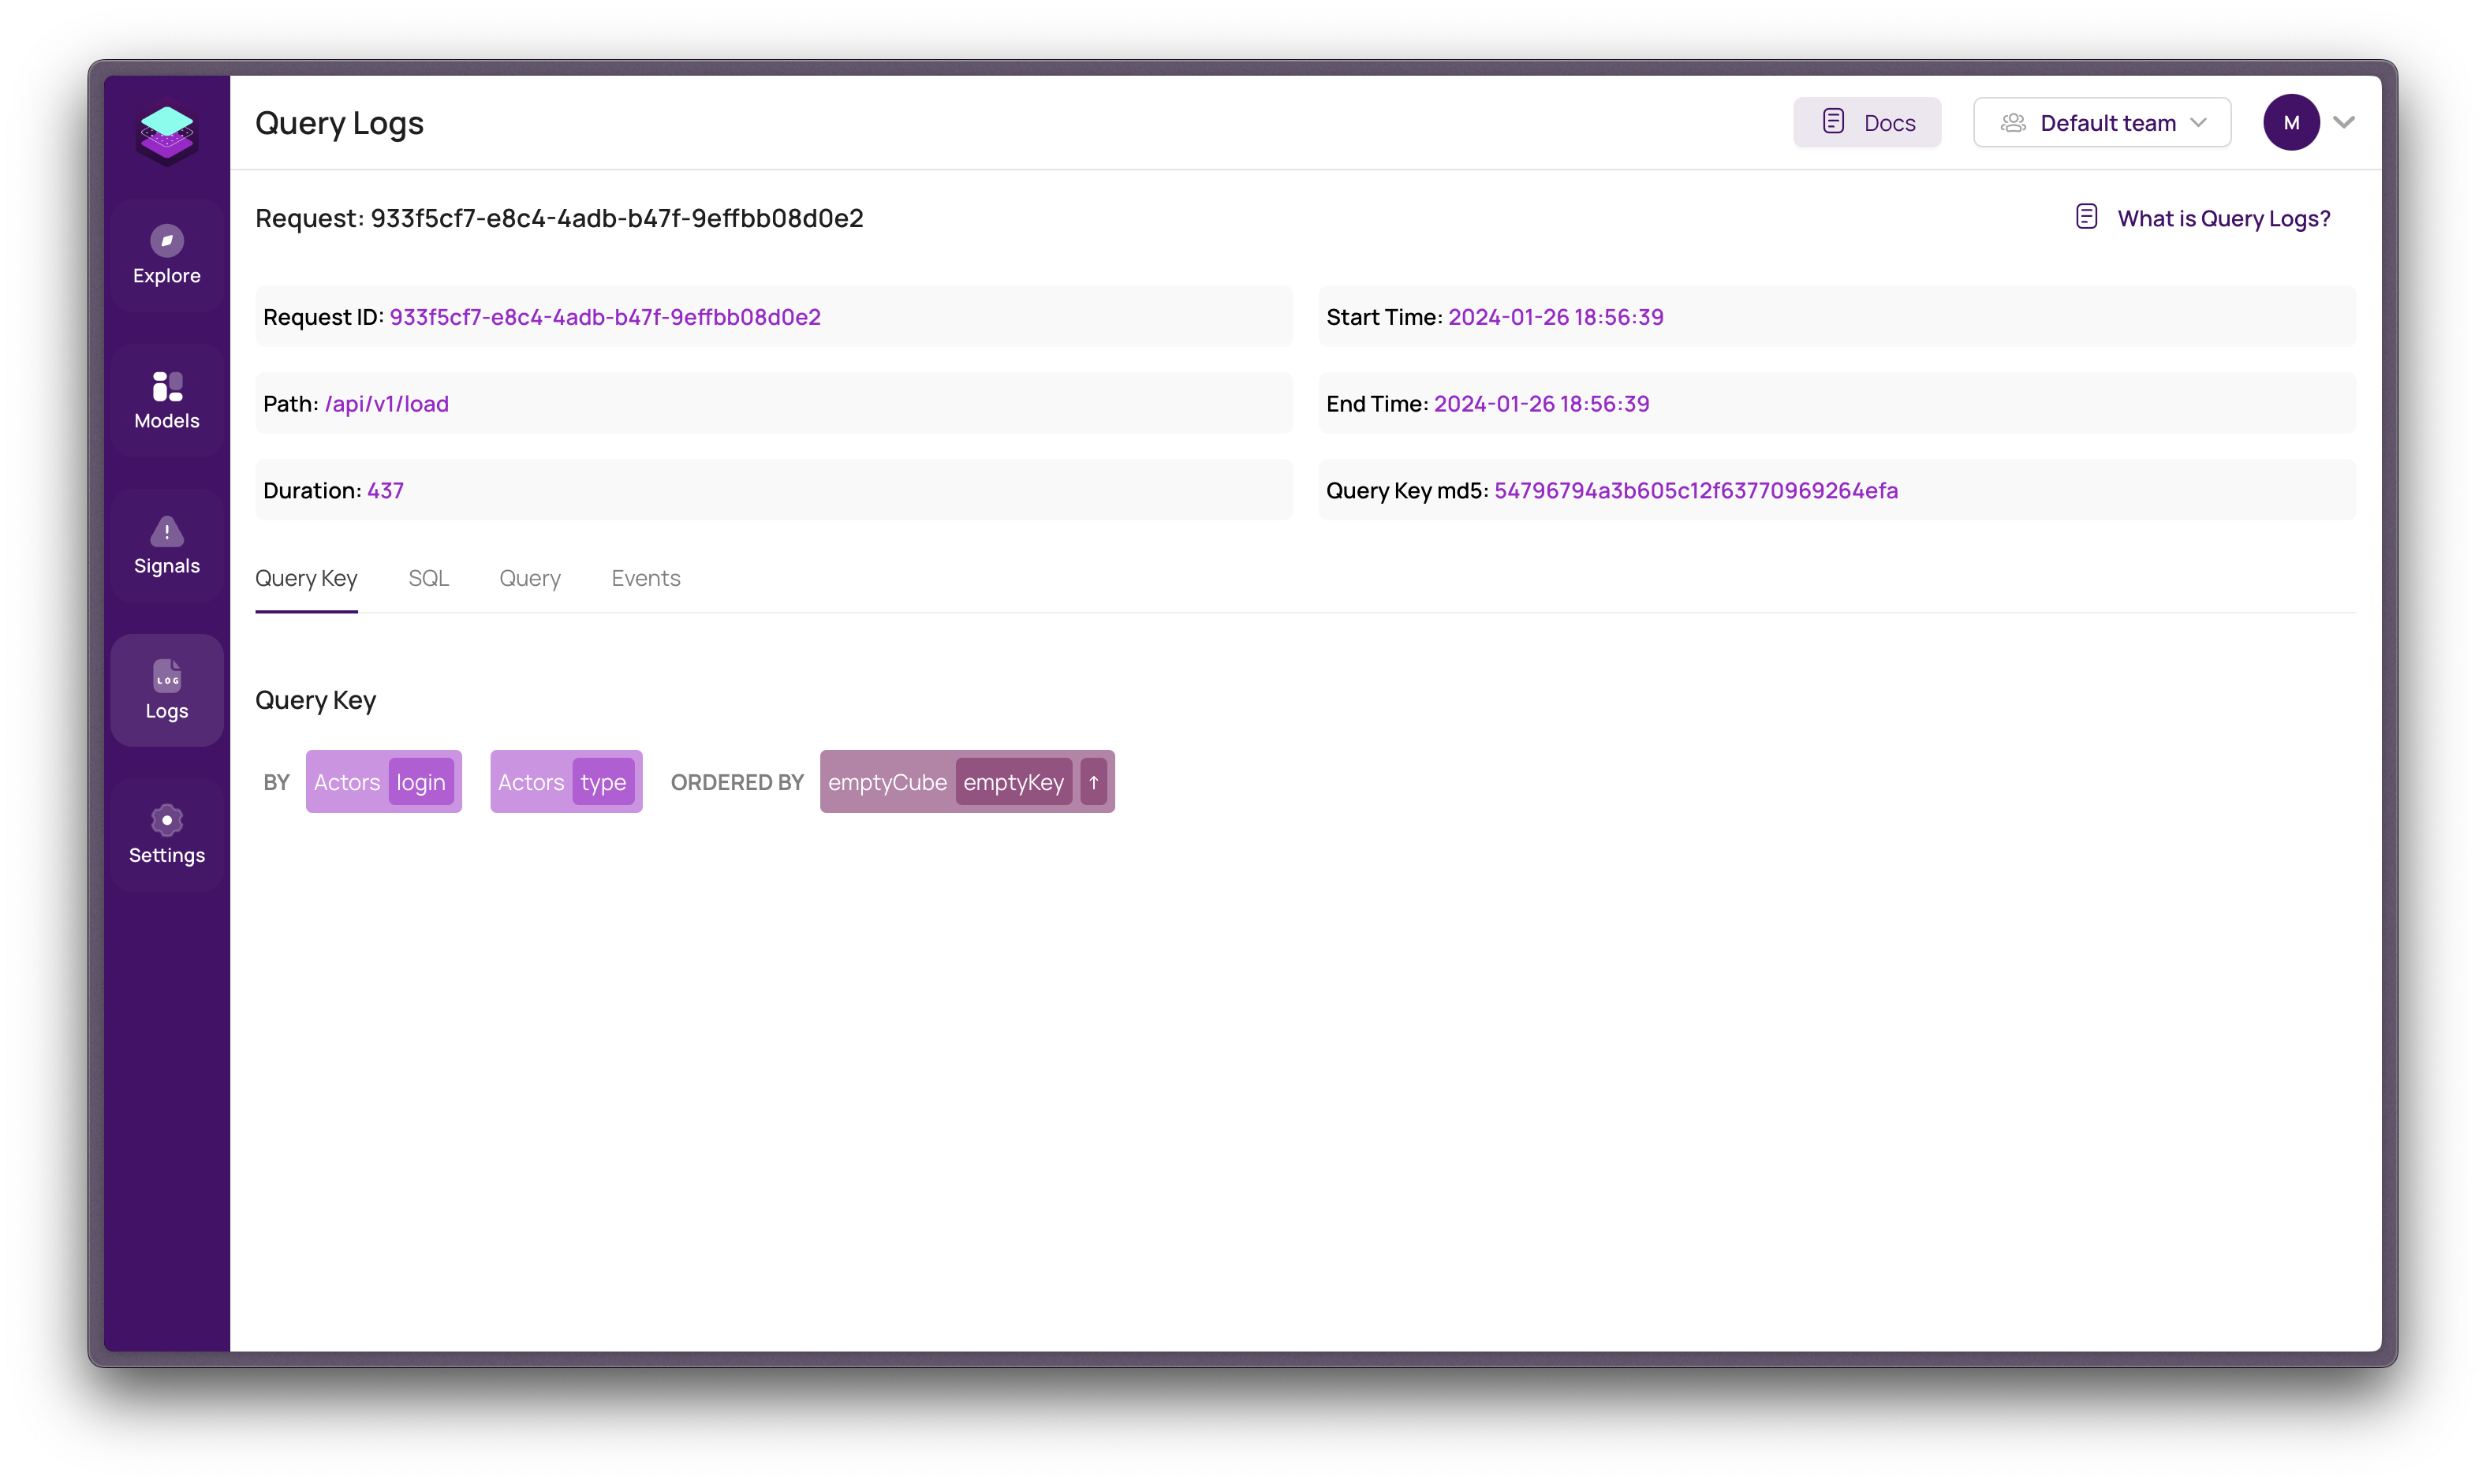 Query Logs
Docs
Default team
M
Explore
Models
Signals
LOG
Logs
Settings
Request: 933f5cf7-e8c4-4adb-b47f-9effbb08d0e2
What is Query Logs?
Request ID: 933f5cf7-e8c4-4adb-b47f-9effbb08d0e2
Start Time: 2024-01-26 18:56:39
Path: /api/v1/load
End Time: 2024-01-26 18:56:39
Duration: 437
Query Key md5: 54796794a3b605c12f63770969264efa
Query Key SQL Query Events
Query Key
BY Actors login Actors type ORDERED BY emptyCube emptyKey ↑